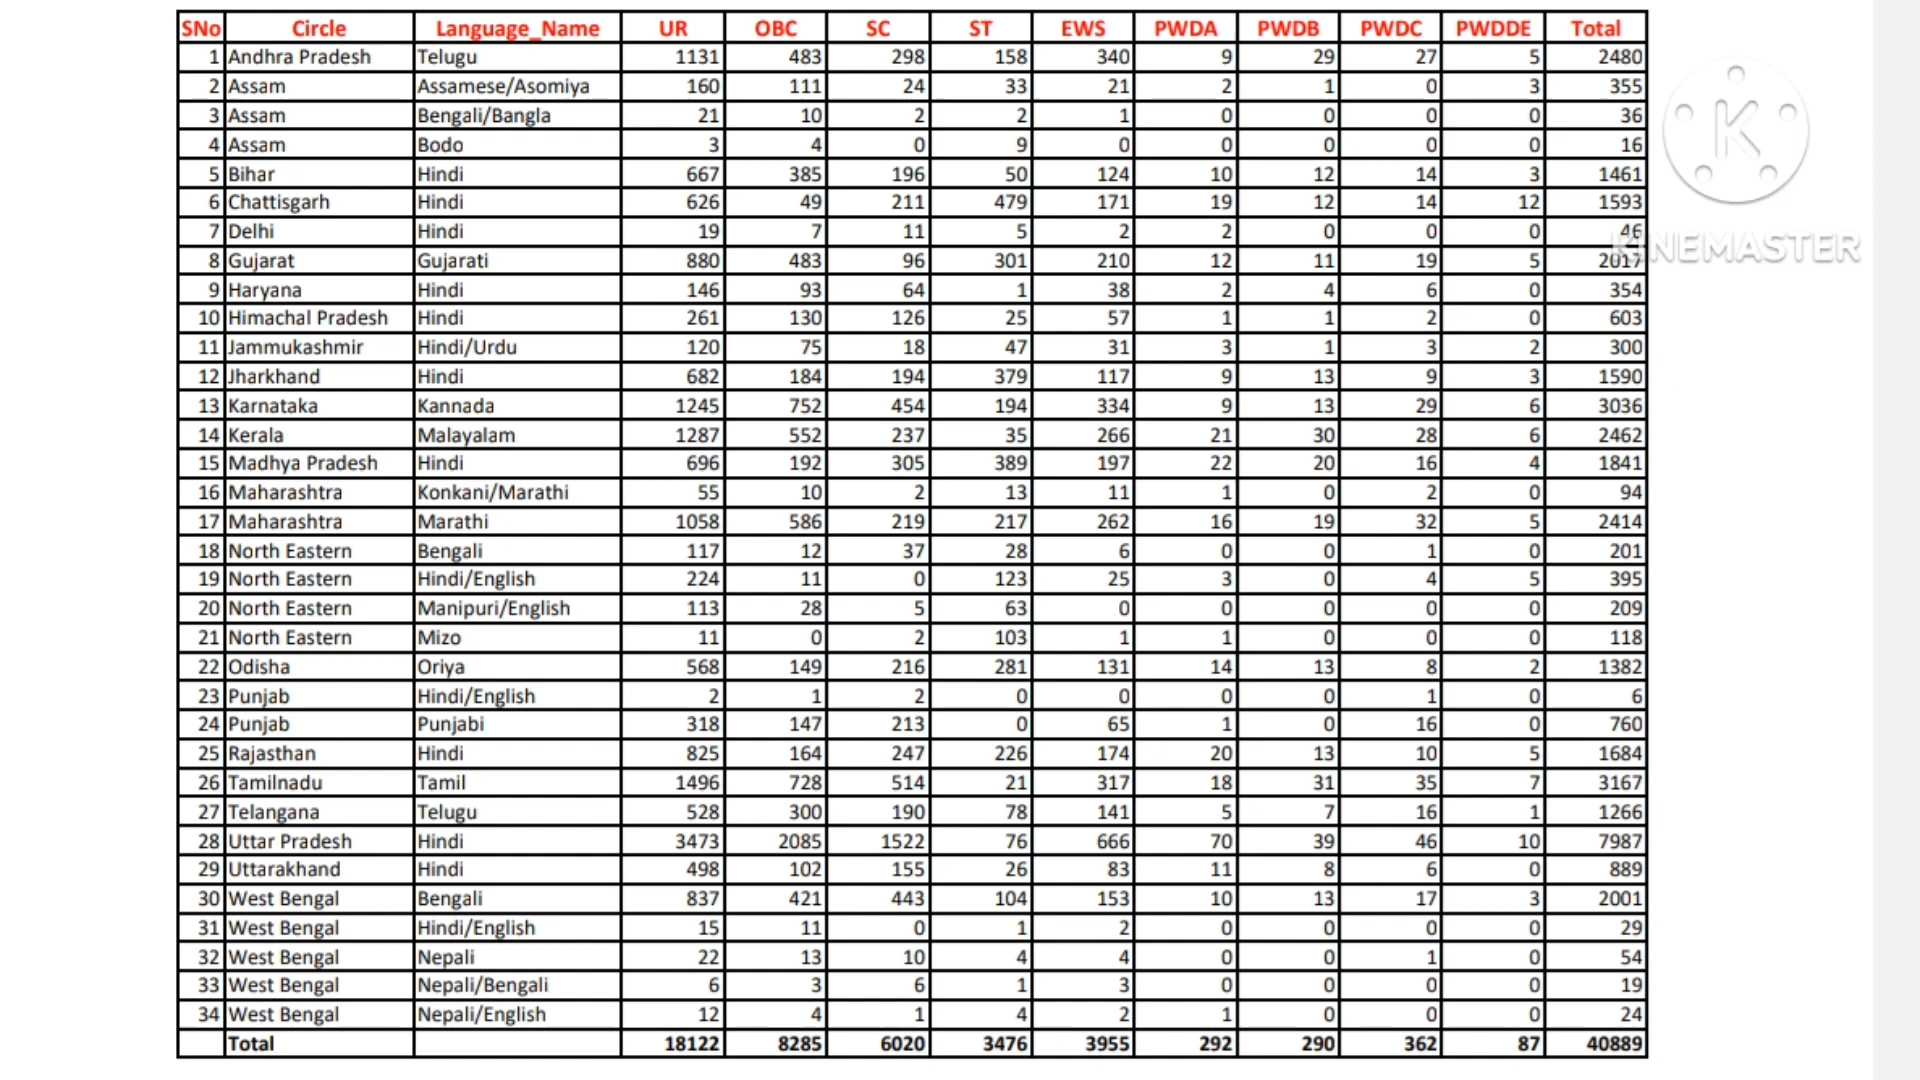 SNo Circle Language_Name UR OBC SC ST EWS PWDA PWDB PWDC PWDDE Total
1 Andhra Pradesh Telugu 1131 483 298 158 340 9 29 27 5 2480
2 Assam Assamese/Asomiya 160 111 24 33 21 2 1 0 3 355
3 Assam Bengali/Bangla 21 10 2 2 1 0 0 0 0 36
4 Assam Bodo 3 4 0 9 0 0 0 0 0 16
5 Bihar Hindi 667 385 196 50 124 10 12 14 3 1461
6 Chattisgarh Hindi 626 49 211 479 171 19 12 14 12 1593
7 Delhi Hindi 19 7 11 5 2 2 0 0 0 46
8 Gujarat Gujarati 880 483 96 301 210 12 11 19 5 2017
KINEMASTER
9 Haryana Hindi 146 93 64 1 38 2 4 6 0 354
10 Himachal Pradesh Hindi 261 130 126 25 57 1 1 2 0 603
11 Jammukashmir Hindi/Urdu 120 75 18 47 31 3 1 3 2 300
12 Jharkhand Hindi 682 184 194 379 117 9 13 9 3 1590
13 Karnataka Kannada 1245 752 454 194 334 9 13 29 6 3036
14 Kerala Malayalam 1287 552 237 35 266 21 30 28 6 2462
15 Madhya Pradesh Hindi 696 192 305 389 197 22 20 16 4 1841
16 Maharashtra Konkani/Marathi 55 10 2 13 11 1 0 2 0 94
17 Maharashtra Marathi 1058 586 219 217 262 16 19 32 5 2414
18 North Eastern Bengali 117 12 37 28 6 0 0 1 0 201
19 North Eastern Hindi/English 224 11 0 123 25 3 0 4 5 395
20 North Eastern Manipuri/English 113 28 5 63 0 0 0 0 0 209
21 North Eastern Mizo 11 0 2 103 1 1 0 0 0 118
22 Odisha Oriya 568 149 216 281 131 14 13 8 2 1382
23 Punjab Hindi/English 2 1 2 0 0 0 0 1 0 6
24 Punjab Punjabi 318 147 213 0 65 1 0 16 0 760
25 Rajasthan Hindi 825 164 247 226 174 20 13 10 5 1684
26 Tamilnadu Tamil 1496 728 514 21 317 18 31 35 7 3167
27 Telangana Telugu 528 300 190 78 141 5 7 16 1 1266
28 Uttar Pradesh Hindi 3473 2085 1522 76 666 70 39 46 10 7987
29 Uttarakhand Hindi 498 102 155 26 83 11 8 6 0 889
30 West Bengal Bengali 837 421 443 104 153 10 13 17 3 2001
31 West Bengal Hindi/English 15 11 0 1 2 0 0 0 0 29
32 West Bengal Nepali 22 13 10 4 4 0 0 1 0 54
33 West Bengal Nepali/Bengali 6 3 6 1 3 0 0 0 0 19
34 West Bengal Nepali/English 12 4 1 4 2 1 0 0 0 24
Total 18122 8285 6020 3476 3955 292 290 362 87 40889